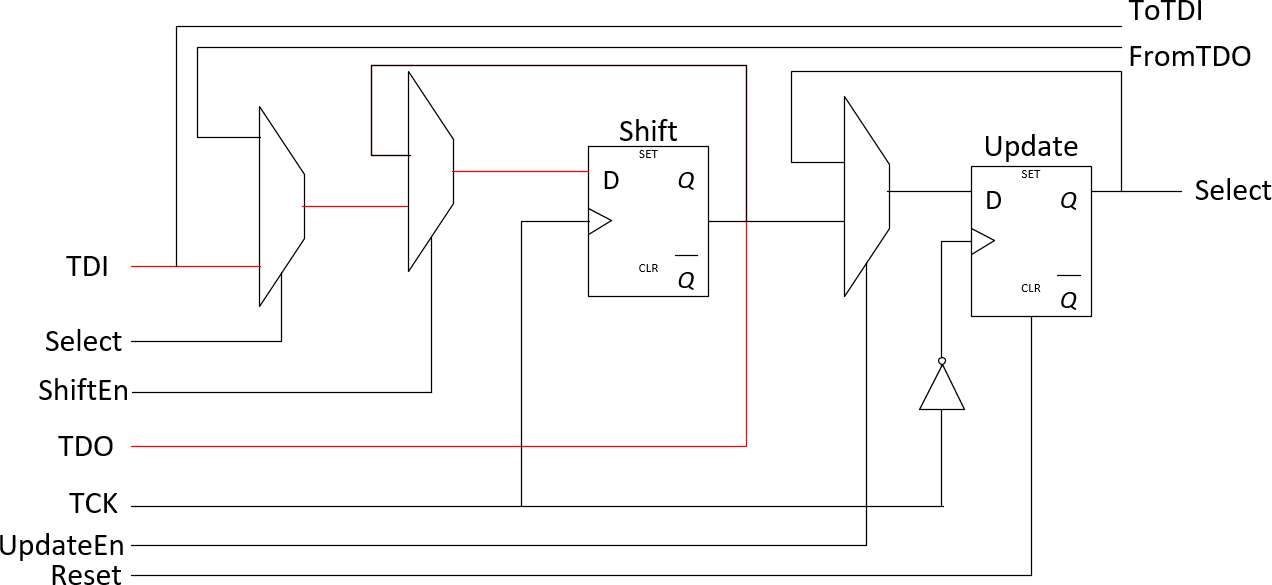 ToTDI
FromTDO
Shift
SET
D Q
CLR
Q
Update
SET
D Q
CLR
Q
Select
TDI
Select
ShiftEn
TDO
TCK
UpdateEn
Reset